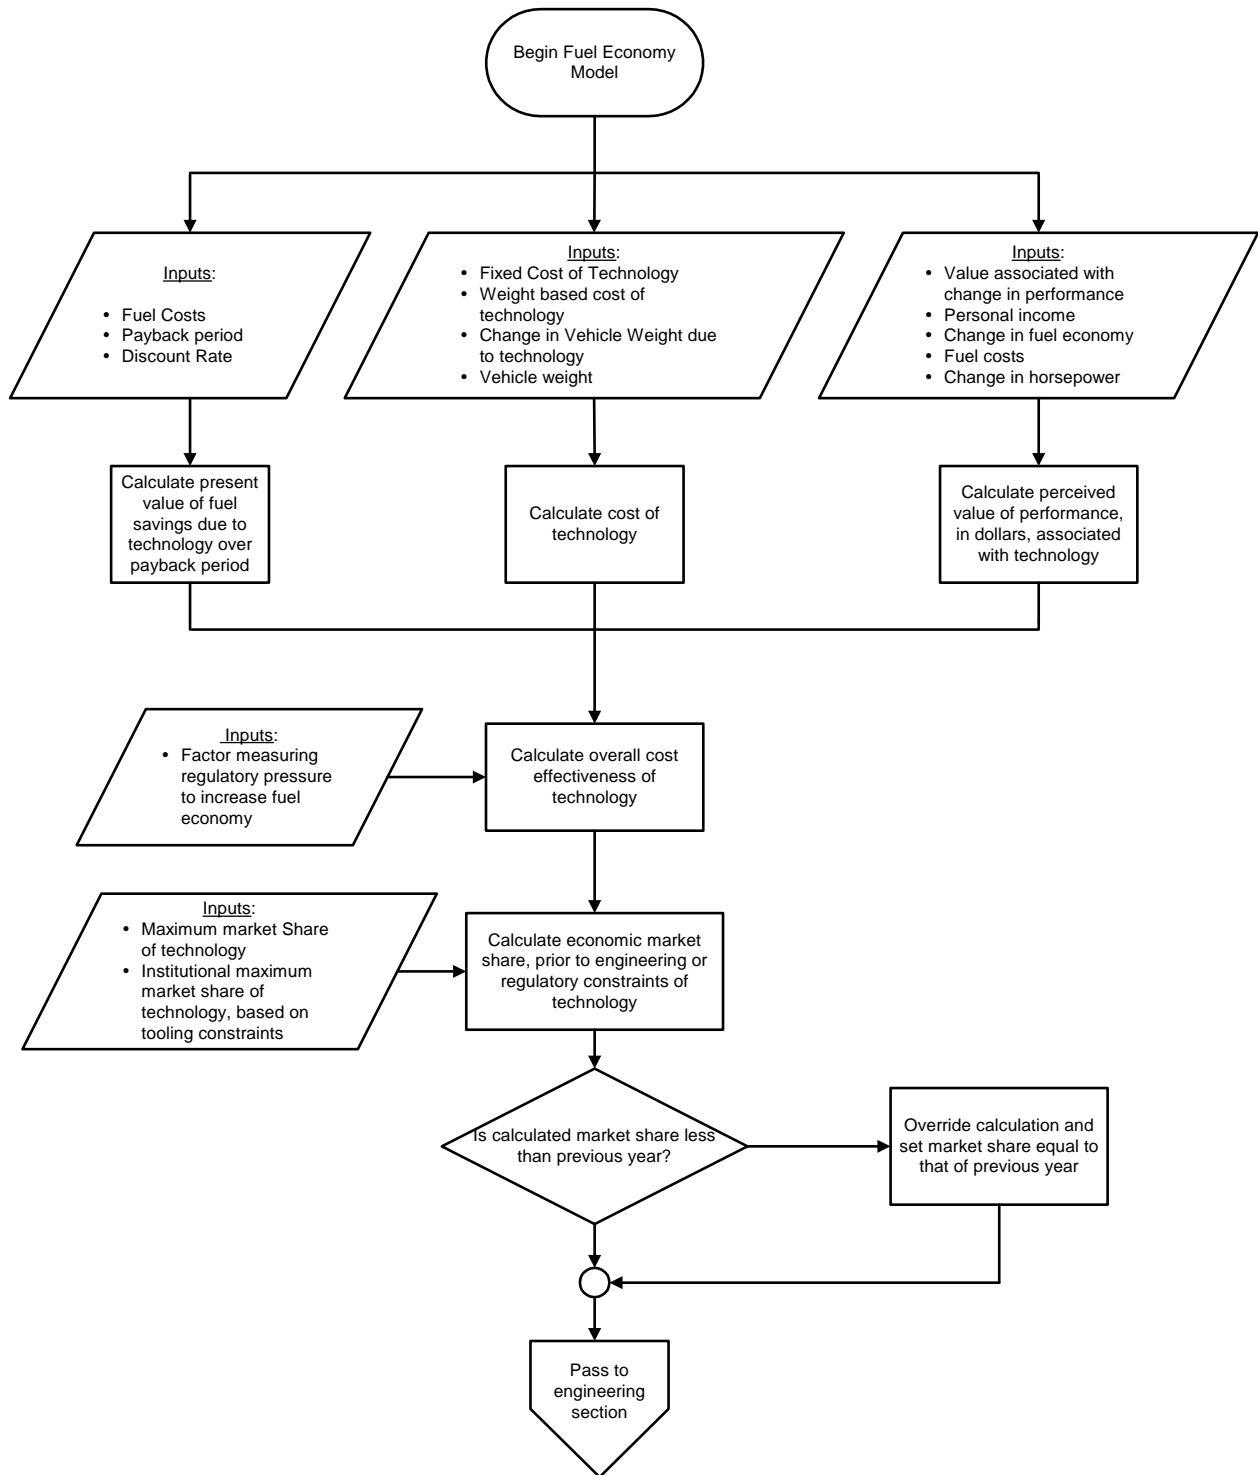 Begin Fuel Economy
Model
Inputs:
• Fuel Costs
• Payback period
• Discount Rate
Inputs:
• Fixed Cost of Technology
• Weight based cost of
technology
• Change in Vehicle Weight due
to technology
• Vehicle weight
Inputs:
• Value associated with
change in performance
• Personal income
• Change in fuel economy
• Fuel costs
• Change in horsepower
Calculate present
value of fuel
savings due to
technology over
payback period
Calculate cost of
technology
Calculate perceived
value of performance,
in dollars, associated
with technology
Inputs:
• Factor measuring
regulatory pressure
to increase fuel
economy
Calculate overall cost
effectiveness of
technology
Inputs:
• Maximum market Share
of technology
• Institutional maximum
market share of
technology, based on
tooling constraints
Calculate economic market
share, prior to engineering or
regulatory constraints of
technology
Is calculated market share less
than previous year?
Override calculation and
set market share equal to
that of previous year
Pass to
engineering
section